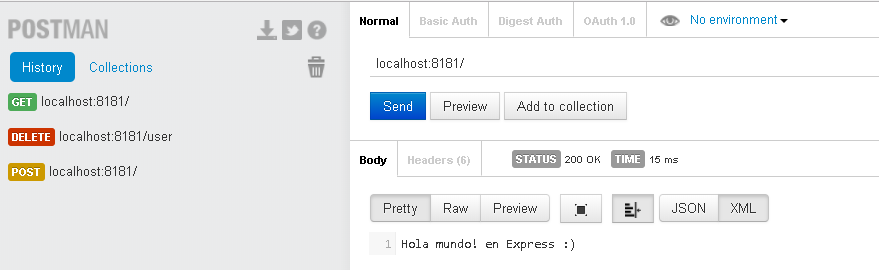 POSTMAN
History Collections
GET localhost:8181/
DELETE localhost:8181/user
POST localhost:8181/
Normal Basic Auth Digest Auth OAuth 1.0 No environment
localhost:8181/
Send Preview Add to collection
Body Headers (6) STATUS 200 OK TIME 15 ms
Pretty Raw Preview JSON XML
1 Hola mundo! en Express :)